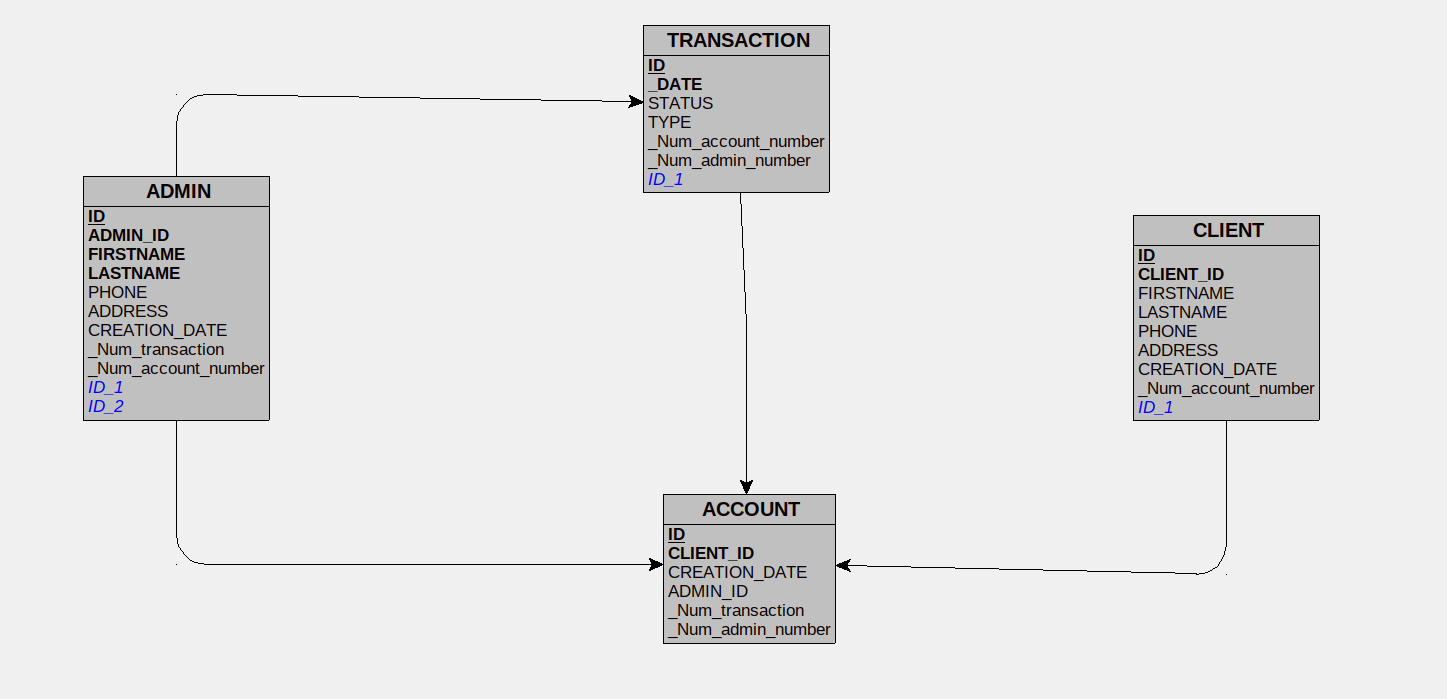 TRANSACTION
ID
_DATE
STATUS
TYPE
_Num_account_number
_Num_admin_number
ID_1
ADMIN
ID
ADMIN_ID
FIRSTNAME
LASTNAME
PHONE
ADDRESS
CREATION_DATE
_Num_transaction
_Num_account_number
ID_1
ID_2
CLIENT
ID
CLIENT_ID
FIRSTNAME
LASTNAME
PHONE
ADDRESS
CREATION_DATE
_Num_account_number
ID_1
ACCOUNT
ID
CLIENT_ID
CREATION_DATE
ADMIN_ID
_Num_transaction
_Num_admin_number